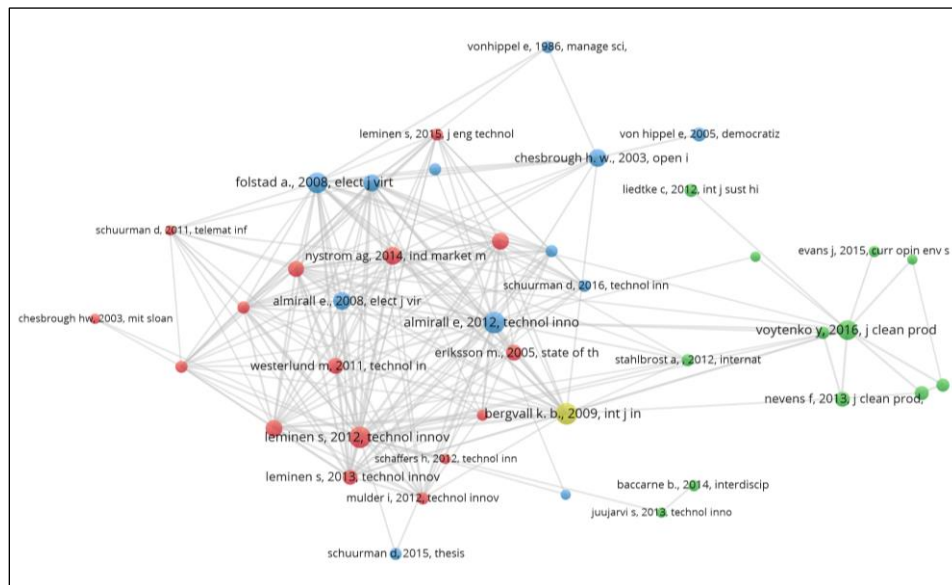 vonhippel e, 1986, manage sci,
leminen s, 2015, j eng technol
von hippel e, 2005, democratiz
chesbrough h. w., 2003, open i
folstad a., 2008, elect j virt
liedtke c, 2012, int j sust hi
schuurman d, 2011, telemat inf
evans j, 2015, curr opin env s
nystrom ag, 2014, ind market m
schuurman d, 2016, technol inn
almirall e., 2008, elect j vir
chesbrough hw, 2003, mit sloan
almirall e, 2012, technol inno
voytenko y, 2016, j clean prod
eriksson m., 2005, state of th
stahlbrost a, , 2012, internat
westerlund m, 2011, technol in
nevens f, 2013, j clean prod,
bergvall k. b., 2009, int j in
leminen s, 2012, technol innov
schaffers h, 2012, technol inn
leminen s, 2013, technol innov
baccarne b., 2014, interdiscip
mulder i, 2012, technol innov
juujarvi s, 2013, technol inno
schuurman d, 2015, thesis